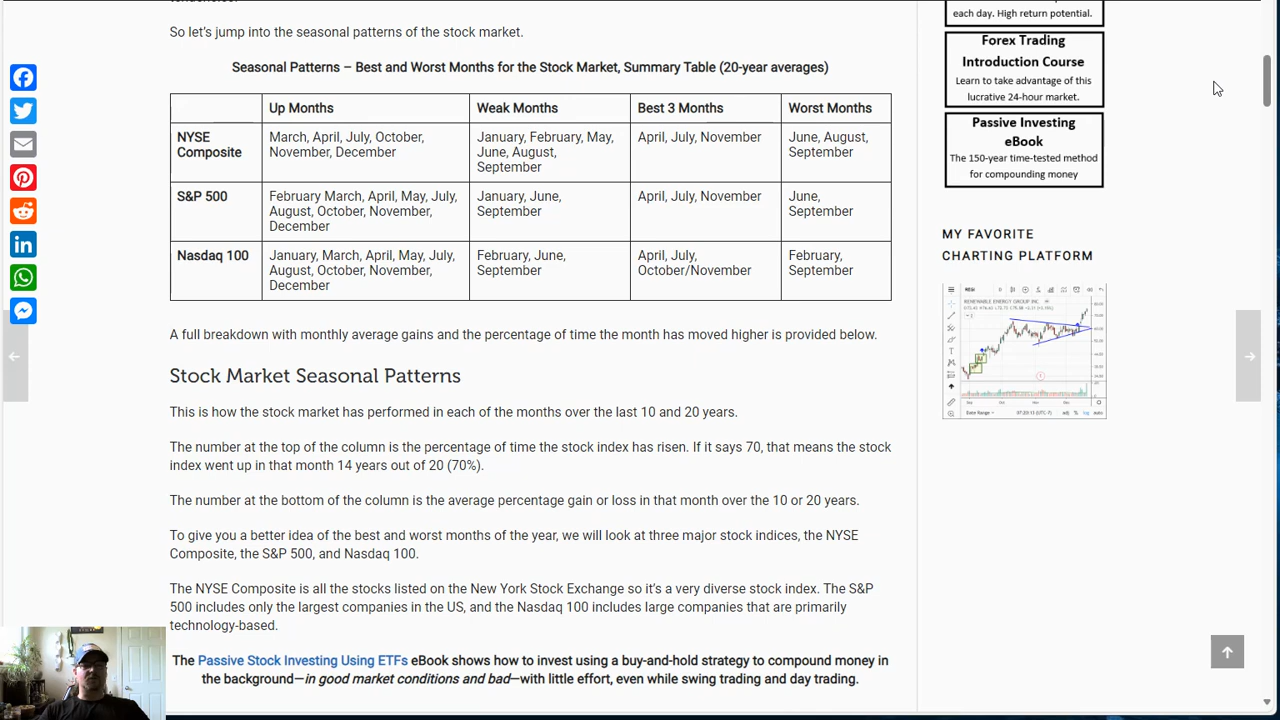 So let's jump into the seasonal patterns of the stock market.
Seasonal Patterns – Best and Worst Months for the Stock Market, Summary Table (20-year averages)
Up Months Weak Months Best 3 Months Worst Months
NYSE Composite
March, April, July, October,
November, December
January, February, May,
June, August,
September
April, July, November
June, August,
September
S&P 500
February March, April, May, July,
August, October, November,
December
January, June,
September
April, July, November
June,
September
Nasdaq 100
January, March, April, May, July,
August, October, November,
December
February, June,
September
April, July,
October/November
February,
September
A full breakdown with monthly average gains and the percentage of time the month has moved higher is provided below.
Stock Market Seasonal Patterns
This is how the stock market has performed in each of the months over the last 10 and 20 years.
The number at the top of the column is the percentage of time the stock index has risen. If it says 70, that means the stock
index went up in that month 14 years out of 20 (70%).
The number at the bottom of the column is the average percentage gain or loss in that month over the 10 or 20 years.
To give you a better idea of the best and worst months of the year, we will look at three major stock indices, the NYSE
Composite, the S&P 500, and Nasdaq 100.
The NYSE Composite is all the stocks listed on the New York Stock Exchange so it's a very diverse stock index. The S&P
500 includes only the largest companies in the US, and the Nasdaq 100 includes large companies that are primarily
technology-based.
The Passive Stock Investing Using ETFs eBook shows how to invest using a buy-and-hold strategy to compound money in
the background—in good market conditions and bad—with little effort, even while swing trading and day trading.
each day. High return potential.
Forex Trading
Introduction Course
Learn to take advantage of this
lucrative 24-hour market.
Passive Investing
eBook
The 150-year time-tested method
for compounding money
MY FAVORITE
CHARTING PLATFORM
RENEWABLE ENERGY GROUP INC
Date Range